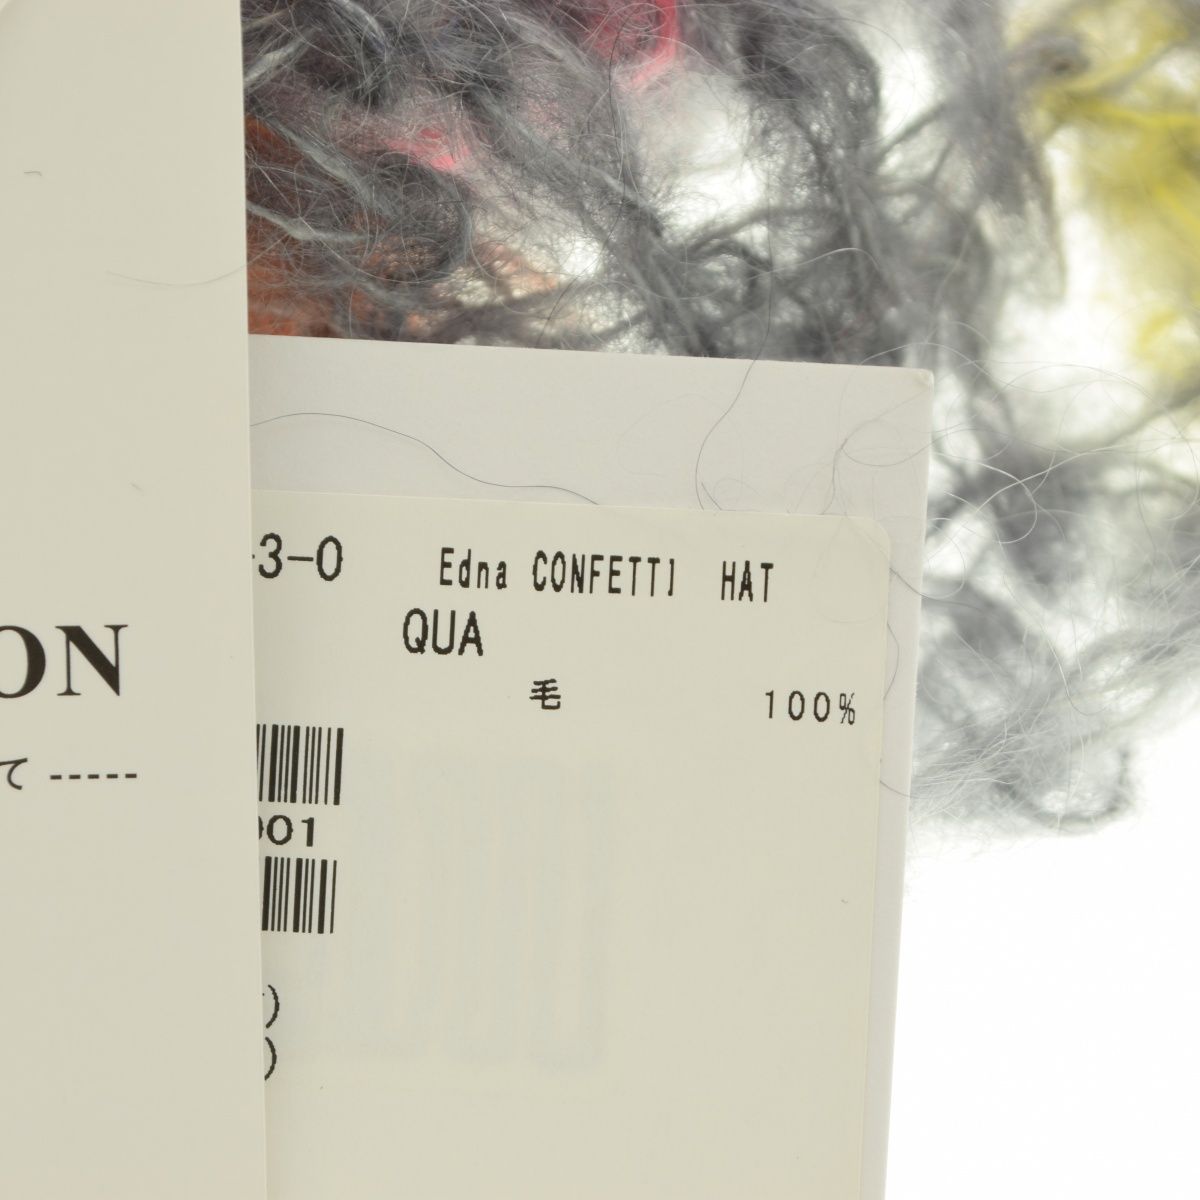 -3-0 Edna CONFETTI HAT
QUA
毛 100%
ON
て -----
001
)
)